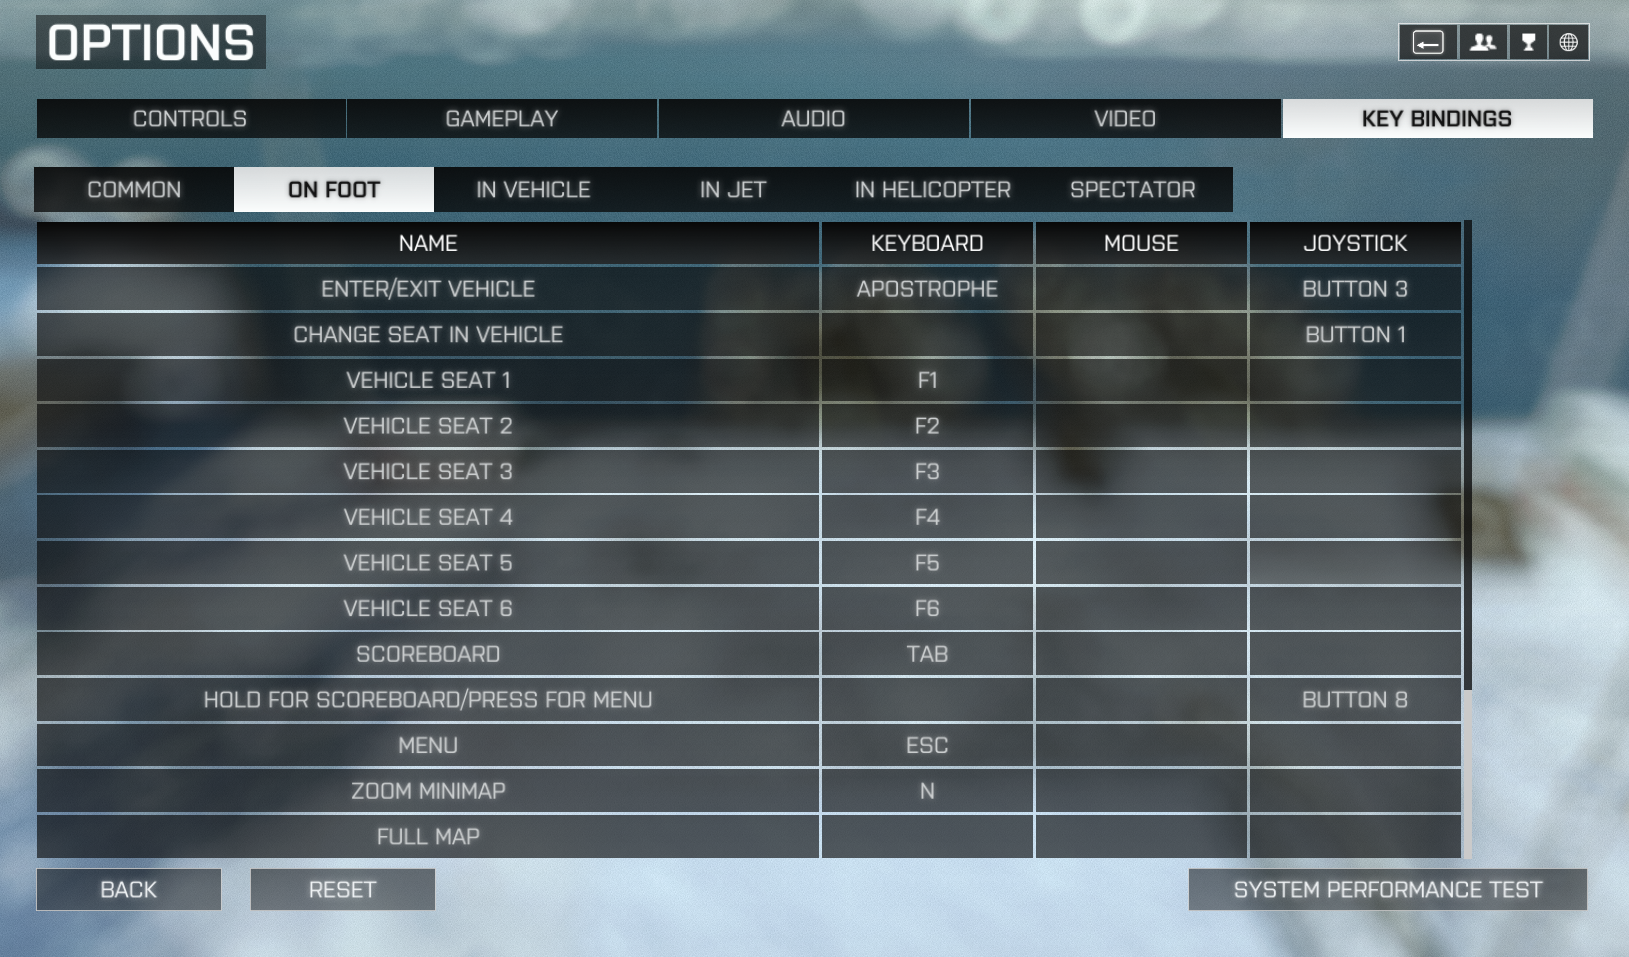 OPTIONS
CONTROLS GAMEPLAY AUDIO VIDEO KEY BINDINGS
COMMON ON FOOT IN VEHICLE IN JET IN HELICOPTER SPECTATOR
NAME KEYBOARD MOUSE JOYSTICK
ENTER/EXIT VEHICLE APOSTROPHE BUTTON 3
CHANGE SEAT IN VEHICLE BUTTON 1
VEHICLE SEAT 1 F1
VEHICLE SEAT 2 F2
VEHICLE SEAT 3 F3
VEHICLE SEAT 4 F4
VEHICLE SEAT 5 F5
VEHICLE SEAT 6 F6
SCOREBOARD TAB
HOLD FOR SCOREBOARD/PRESS FOR MENU BUTTON 8
MENU ESC
ZOOM MINIMAP N
FULL MAP
BACK RESET SYSTEM PERFORMANCE TEST